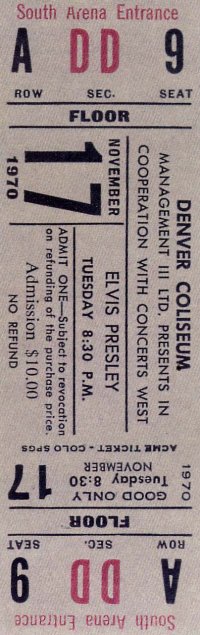 South Arena Entrance
A DD 9
ROW SEC. SEAT
FLOOR
NOVEMBER
17
1970
DENVER COLISEUM
MANAGEMENT III LTD. PRESENTS IN
COOPERATION WITH CONCERTS WEST
ELVIS PRESLEY
TUESDAY 8:30 P.M.
ADMIT ONE—Subject to revocation
on refunding of the purchase price.
Admission $10.00
NO REFUND
ACME TICKET - COLO SPGS
GOOD ONLY
Tuesday 8:30
NOVEMBER
17
1970
FLOOR
ROW SEC. SEAT
A DD 9
South Arena Entrance